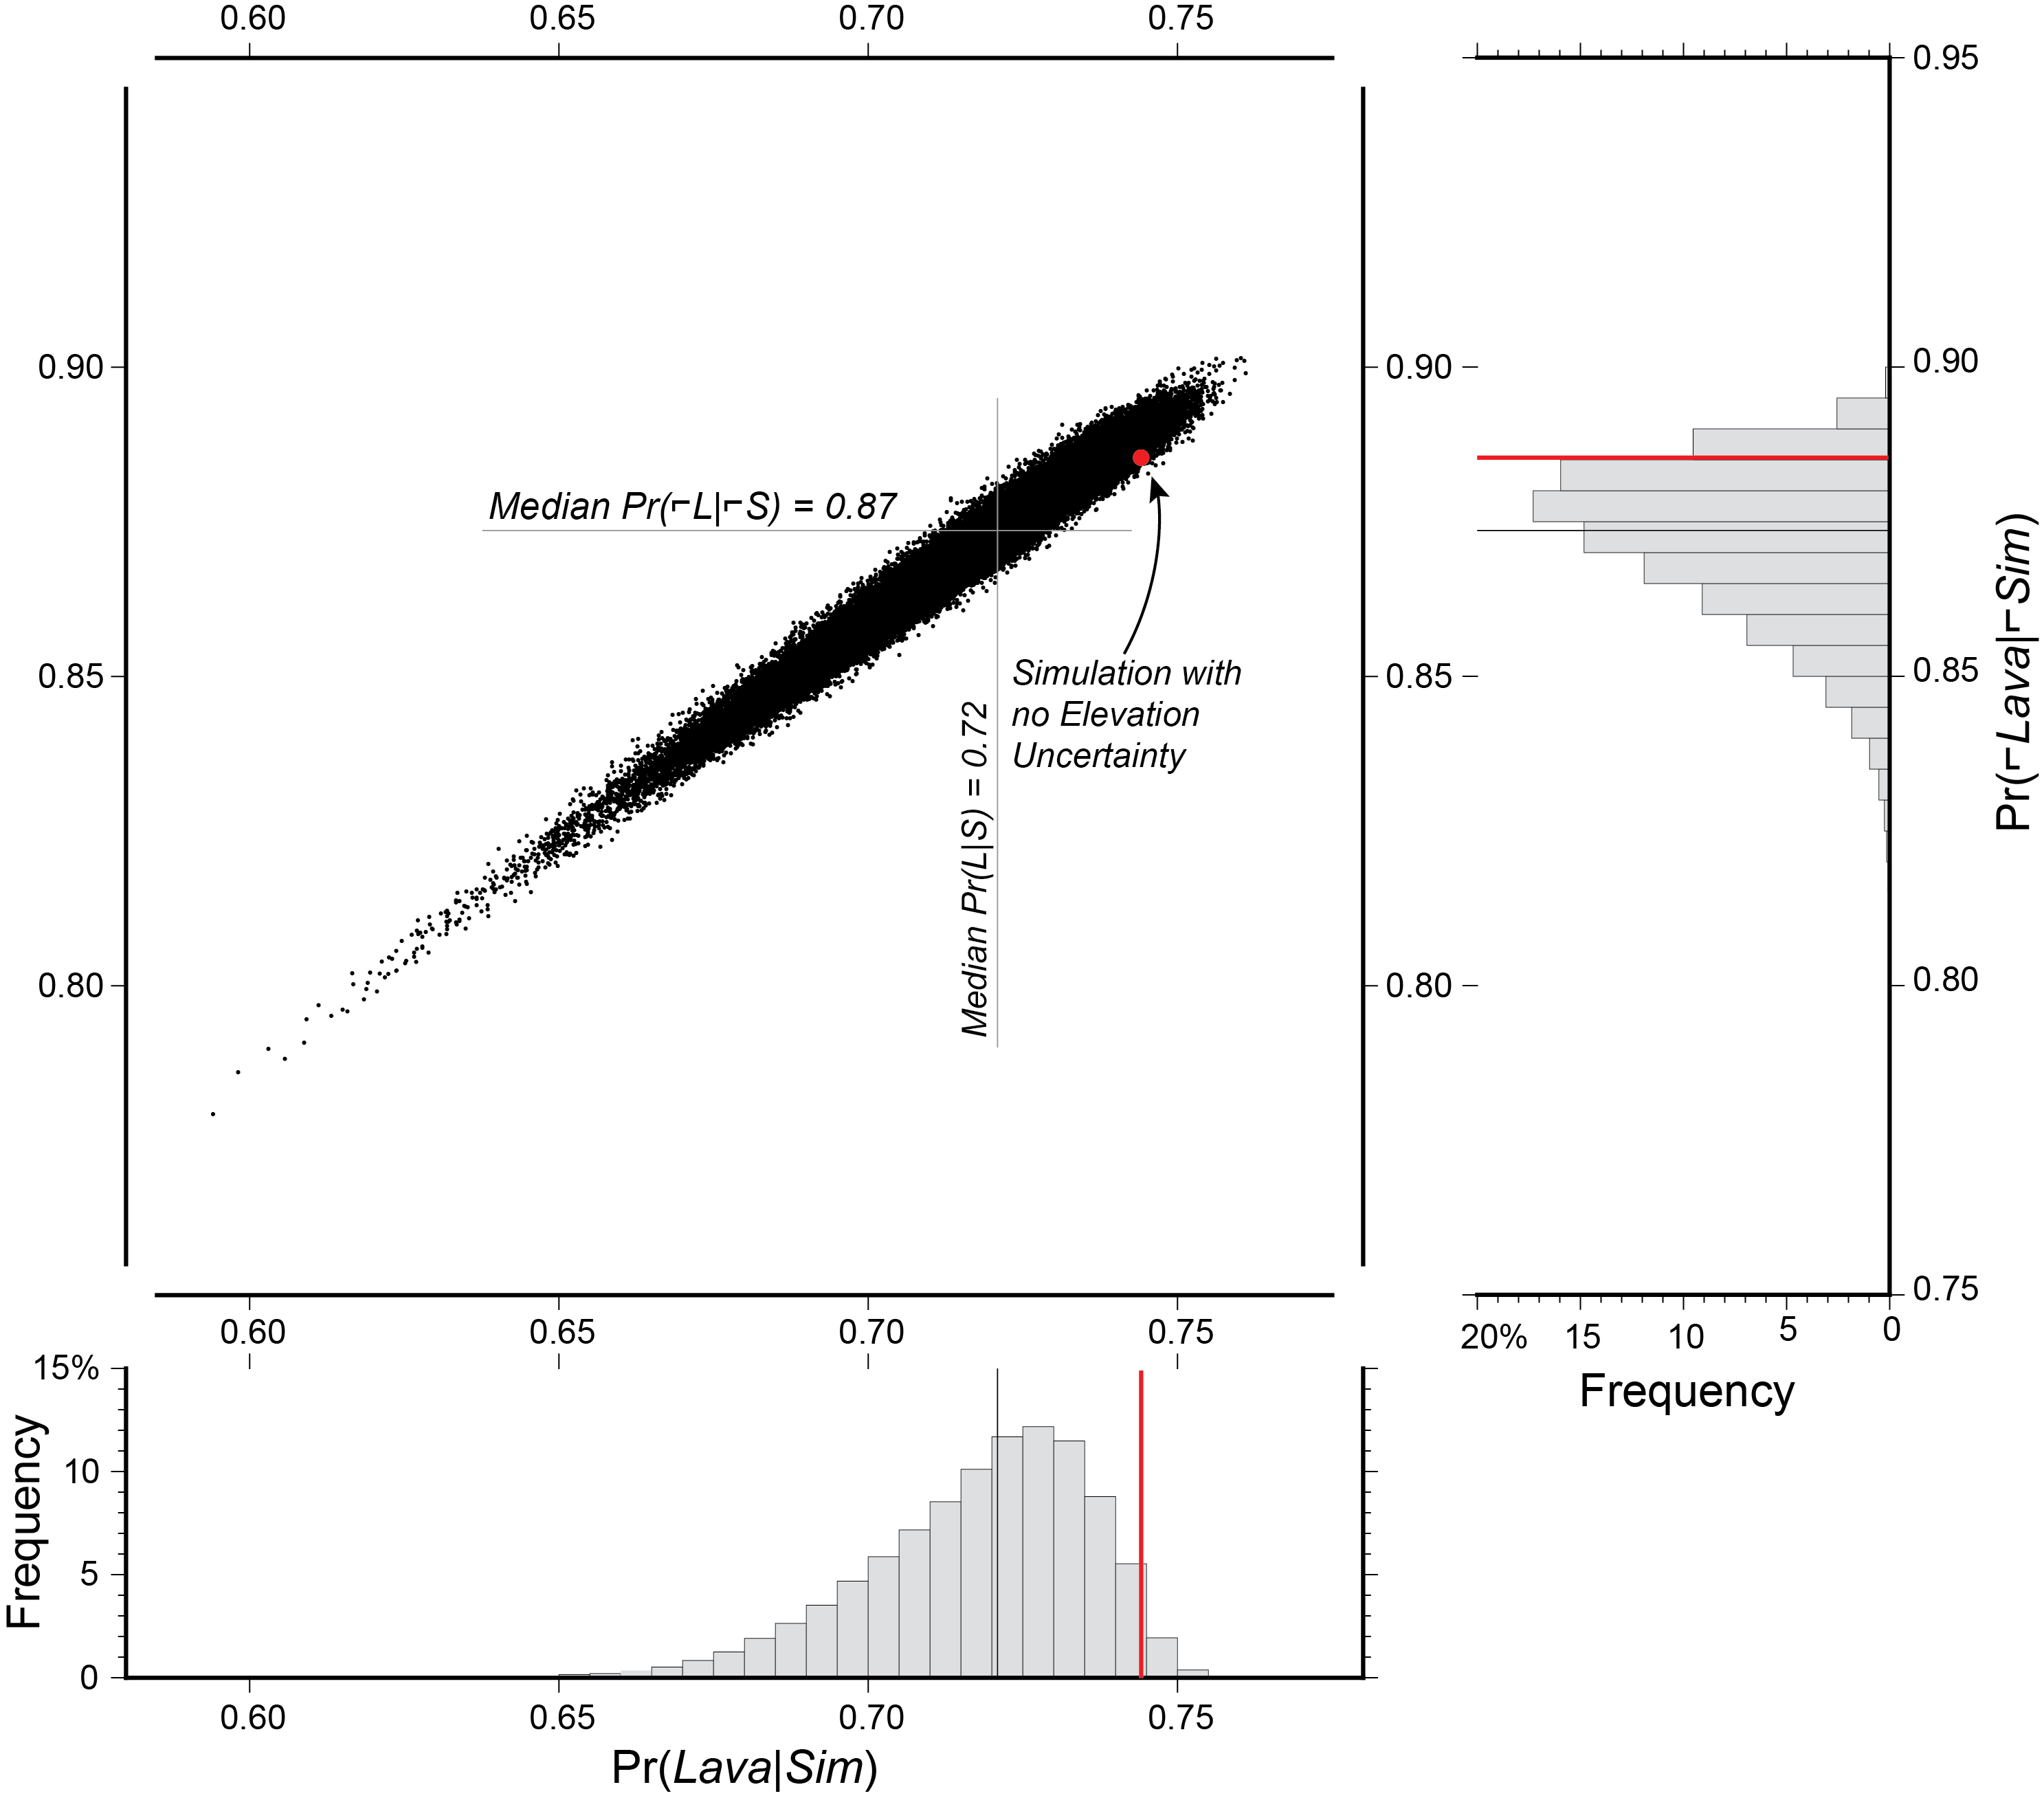 0.60 0.65 0.70 0.75
0.95
0.90 0.90 0.90
Median Pr(⌐L|⌐S) = 0.87
Median Pr(L|S) = 0.72
Simulation with
no Elevation
Uncertainty
0.85 0.85 0.85
0.80 0.80 0.80
Pr(⌐Lava|⌐Sim)
0.75
20% 15 10 5 0
Frequency
0.60 0.65 0.70 0.75
15%
10
5
0
Frequency
0.60 0.65 0.70 0.75
Pr(Lava|Sim)